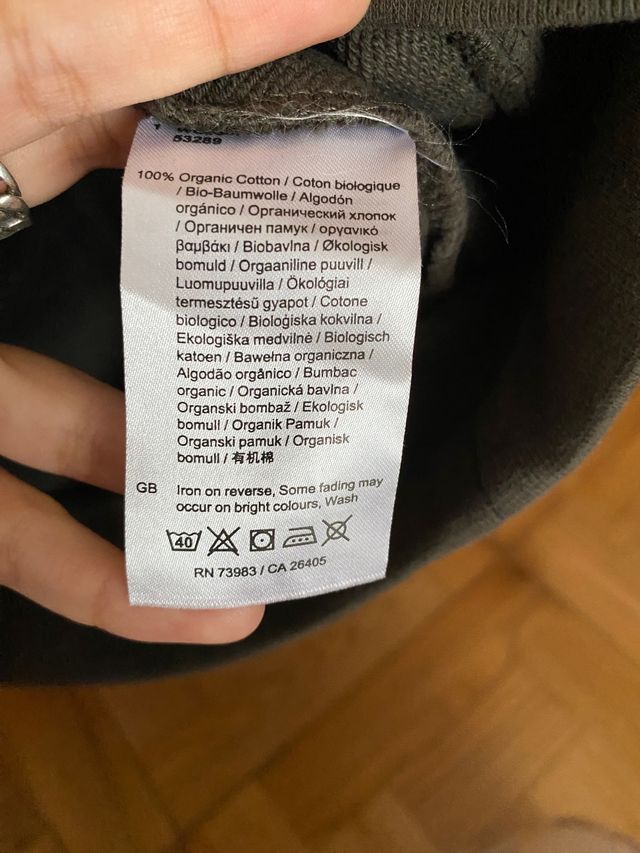 53289
100% Organic Cotton / Coton biologique
/ Bio-Baumwolle / Algodón
orgánico / Органический хлопок
/ Органичен памук / οργανικό
βαμβάκι / Biobavlna / Økologisk
bomuld / Orgaaniline puuvill /
Luomupuuvilla / Ökológiai
termesztésű gyapot / Cotone
biologico / Bioloģiska kokvilna /
Ekologiška medvilnė / Biologisch
katoen / Bawełna organiczna /
Algodão orgânico / Bumbac
organic / Organická bavlna /
Organski bombaž / Ekologisk
bomull / Organik Pamuk /
Organski pamuk / Organisk
bomull / 有机棉
GB Iron on reverse, Some fading may
occur on bright colours, Wash
40
RN 73983 / CA 26405